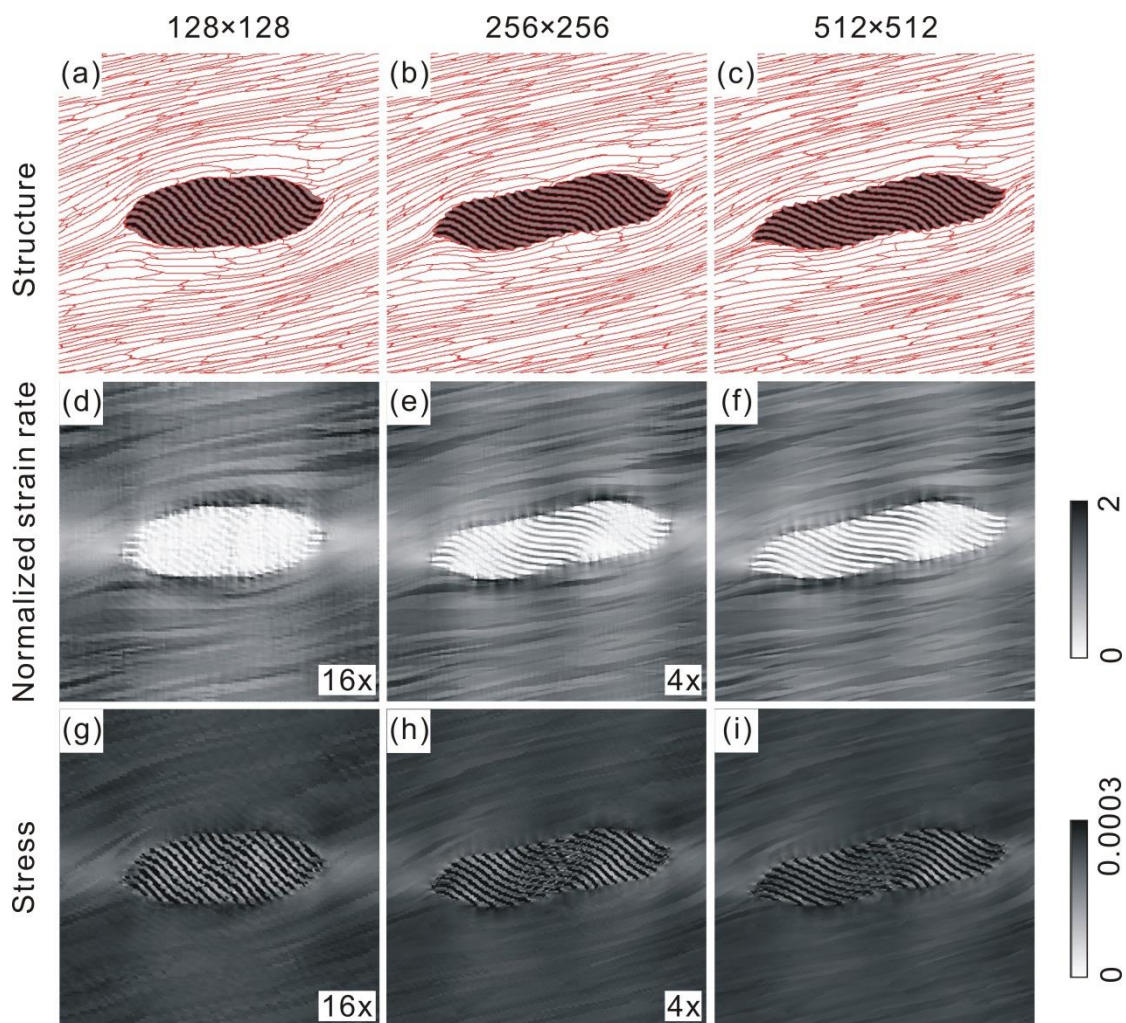 128×128
256×256
512×512
Structure
(a)
(b)
(c)
Normalized strain rate
(d)
(e)
(f)
16x
4x
2
0
Stress
(g)
(h)
(i)
16x
4x
0.0003
0